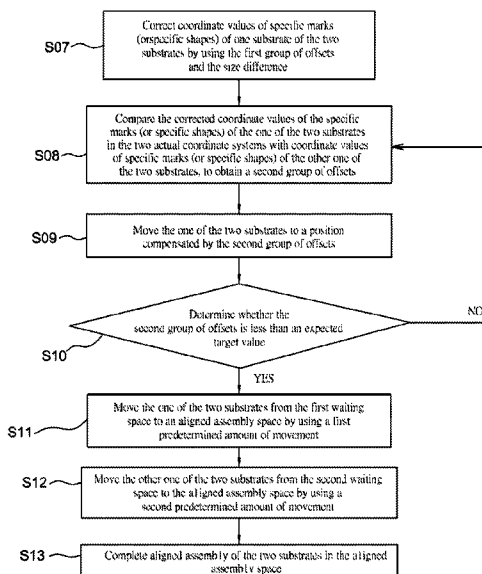 Correct coordinate values of specific marks
(orspecific shapes) of one substrate of the two
substrates by using the first group of offsets
and the size difference
S07
Compare the corrected coordinate values of the specific
marks (or specific shapes) of the one of the two substrates
in the two actual coordinate systems with coordinate values
of specific marks (or specific shapes) of the other one of
the two substrates, to obtain a second group of offsets
S08
Move the one of the two substrates to a position
compensated by the second group of offsets
S09
Determine whether the
second group of offsets is less than an expected
target value
NO
S10
YES
Move the one of the two substrates from the first waiting
space to an aligned assembly space by using a first
predetermined amount of movement
S11
Move the other one of the two substrates from the second waiting
space to the aligned assembly space by using a
second predetermined amount of movement
S12
Complete aligned assembly of the two substrates in the aligned
assembly space
S13